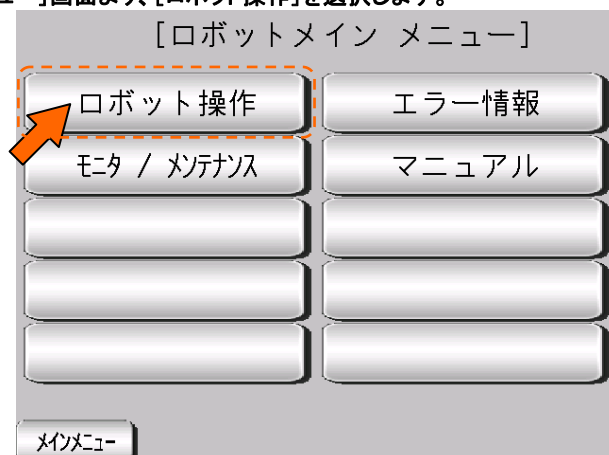 ュー]画面より、[ロボット操作]を選択します。
[ロボットメイン メニュー]
ロボット操作 エラー情報
ﾓﾆﾀ / ﾒﾝﾃﾅﾝｽ マニュアル
ﾒｲﾝﾒﾆｭｰ